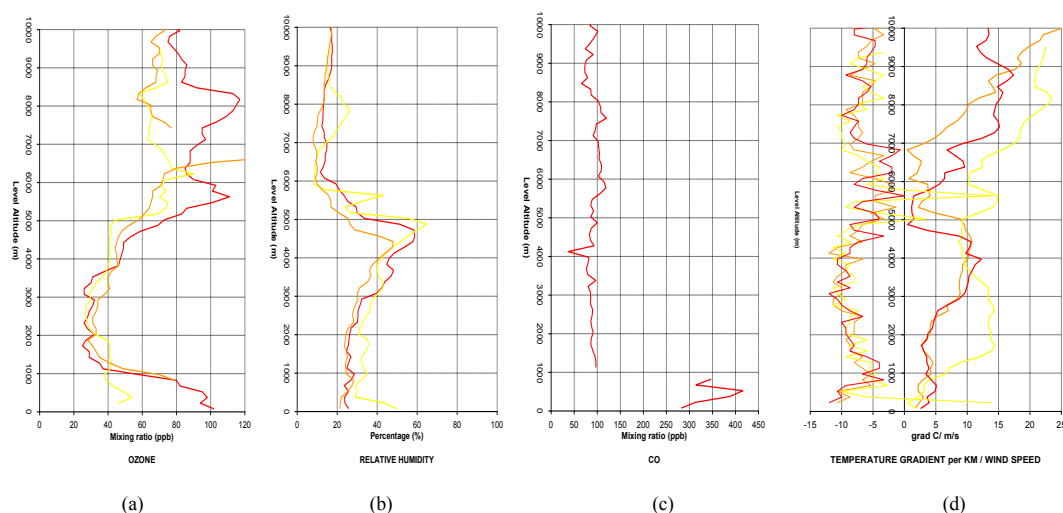 10000
9000
8000
7000
6000
5000
4000
3000
2000
1000
0
Level Altitude (m)
0 20 40 60 80 100 120
Mixing ratio (ppb)
OZONE
(a)
10000
9000
8000
7000
6000
5000
4000
3000
2000
1000
0
Level Altitude (m)
0 20 40 60 80 100
Percentage (%)
RELATIVE HUMIDITY
(b)
10000
9000
8000
7000
6000
5000
4000
3000
2000
1000
0
Level Altitude (m)
0 50 100 150 200 250 300 350 400 450
Mixing ratio (ppb)
CO
(c)
10000
9000
8000
7000
6000
5000
4000
3000
2000
1000
0
Level Altitude (m)
-15 -10 -5 0 5 10 15 20 25
grad C/ m/s
TEMPERATURE GRADIENT per KM / WIND SPEED
(d)